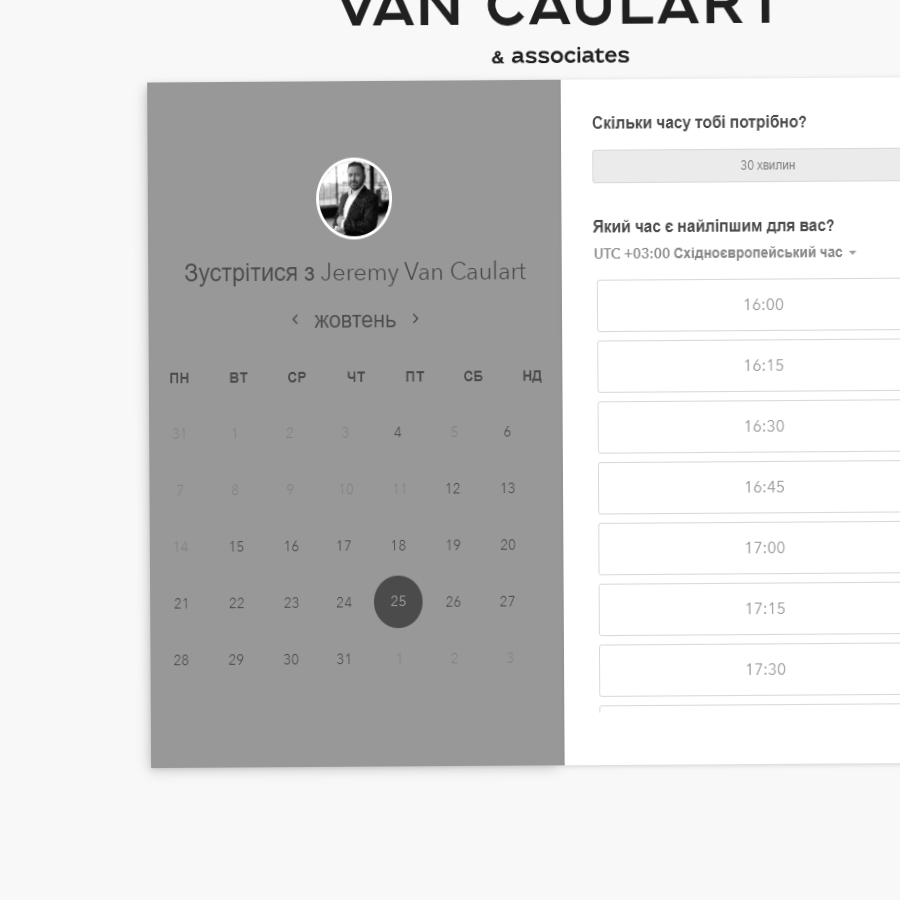 VAN CAULART
& associates
Зустрітися з Jeremy Van Caulart
жовтень
ПН ВТ СР ЧТ ПТ СБ НД
31 1 2 3 4 5 6
7 8 9 10 11 12 13
14 15 16 17 18 19 20
21 22 23 24 25 26 27
28 29 30 31 1 2 3
Скільки часу тобі потрібно?
30 хвилин
Який час є найліпшим для вас?
UTC +03:00 Східноєвропейський час
16:00
16:15
16:30
16:45
17:00
17:15
17:30